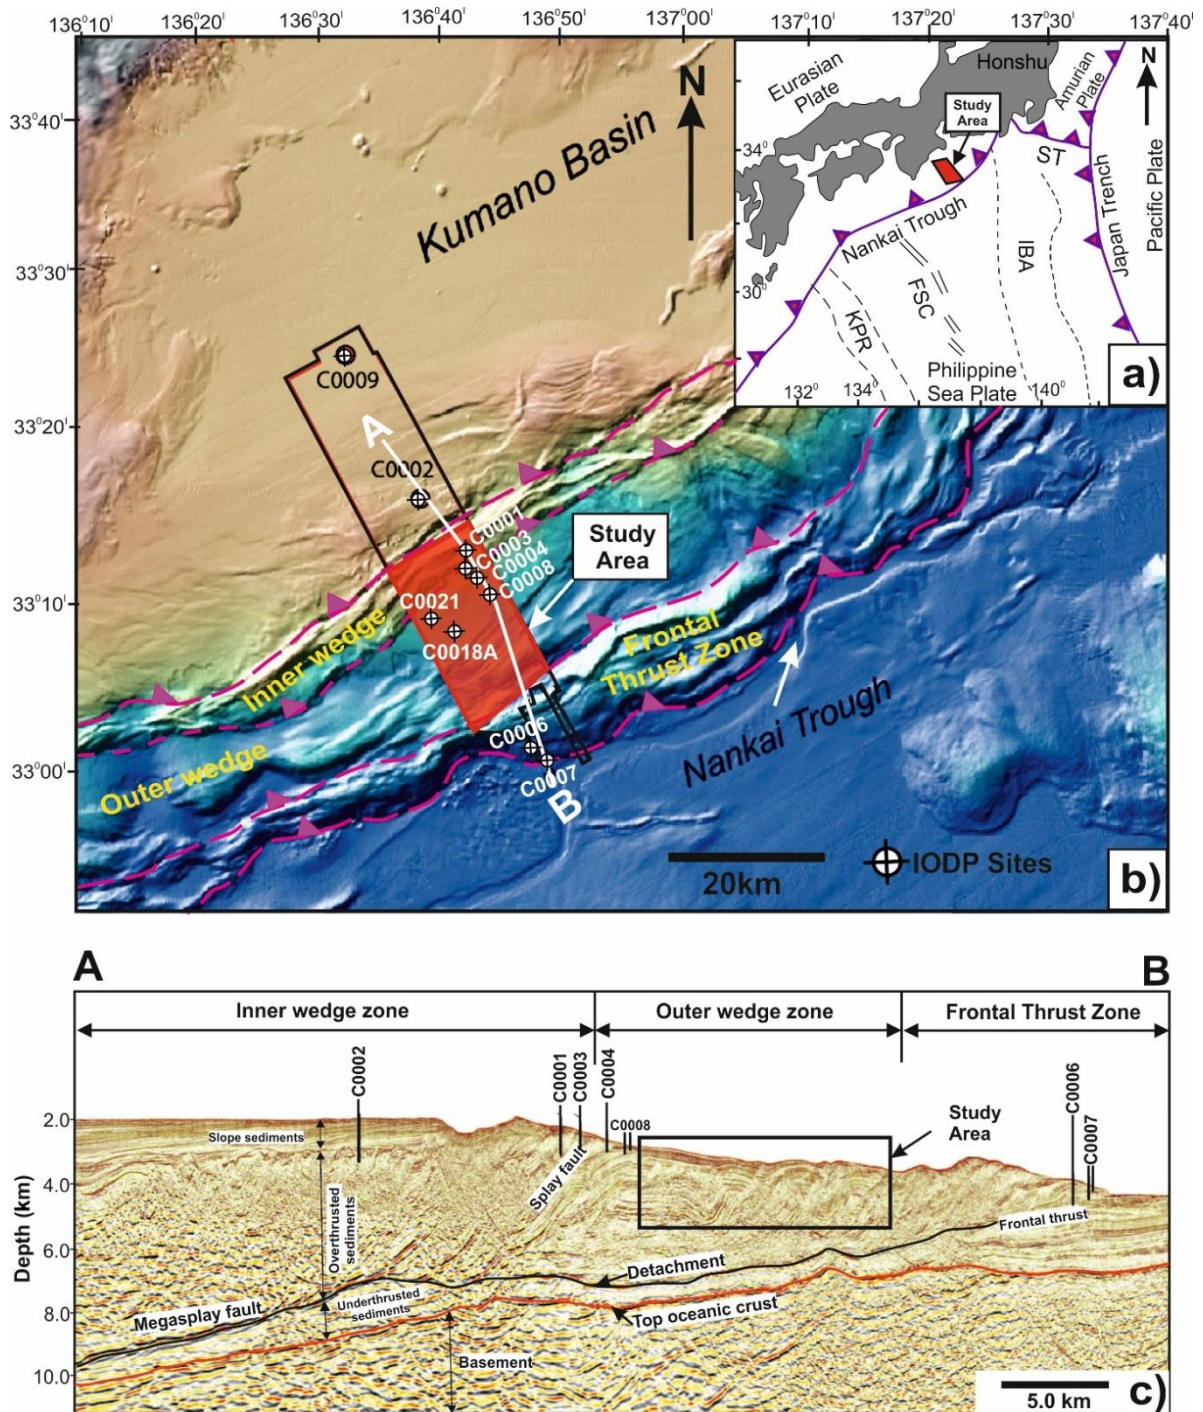 136°10' 136°20' 136°30' 136°40' 136°50' 137°00' 137°10' 137°20' 137°30' 137°40'
33°40'
33°30'
33°20'
33°10'
33°00'
N
Kumano Basin
C0009
A
C0002
C0001
C0003
C0004
C0008
C0021
C0018A
Study
Area
Inner wedge
Outer wedge
Frontal
Thrust Zone
C0006
C0007
B
Nankai Trough
20km
IODP Sites
b)
Eurasian
Plate
Honshu
Amurian
Plate
N
Study
Area
34°
ST
Pacific Plate
Nankai Trough
Japan Trench
IBA
30°
FSC
KPR
Philippine
Sea Plate
132° 134° 140°
a)
A
B
Inner wedge zone
Outer wedge zone
Frontal Thrust Zone
C0002
C0001
C0003
C0004
C0008
C0006
C0007
Study
Area
2.0
4.0
6.0
8.0
10.0
Depth (km)
Slope sediments
Overthrusted
sediments
Splay fault
Frontal thrust
Detachment
Megasplay fault
Underthrusted
sediments
Top oceanic crust
Basement
5.0 km
c)